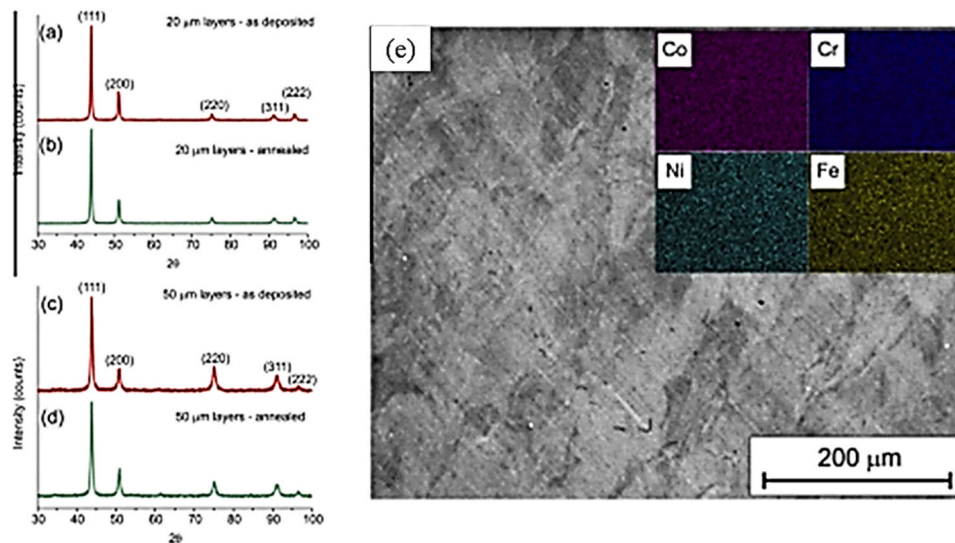 (a)
20 µm layers - as deposited
(111)
(200)
(220)
(311)
(222)
(b)
20 µm layers - annealed
Intensity (counts)
30 40 50 60 70 80 90 100
2θ
(c)
50 µm layers - as deposited
(111)
(200)
(220)
(311)
(222)
(d)
50 µm layers - annealed
Intensity (counts)
30 40 50 60 70 80 90 100
2θ
(e)
Co
Cr
Ni
Fe
200 µm